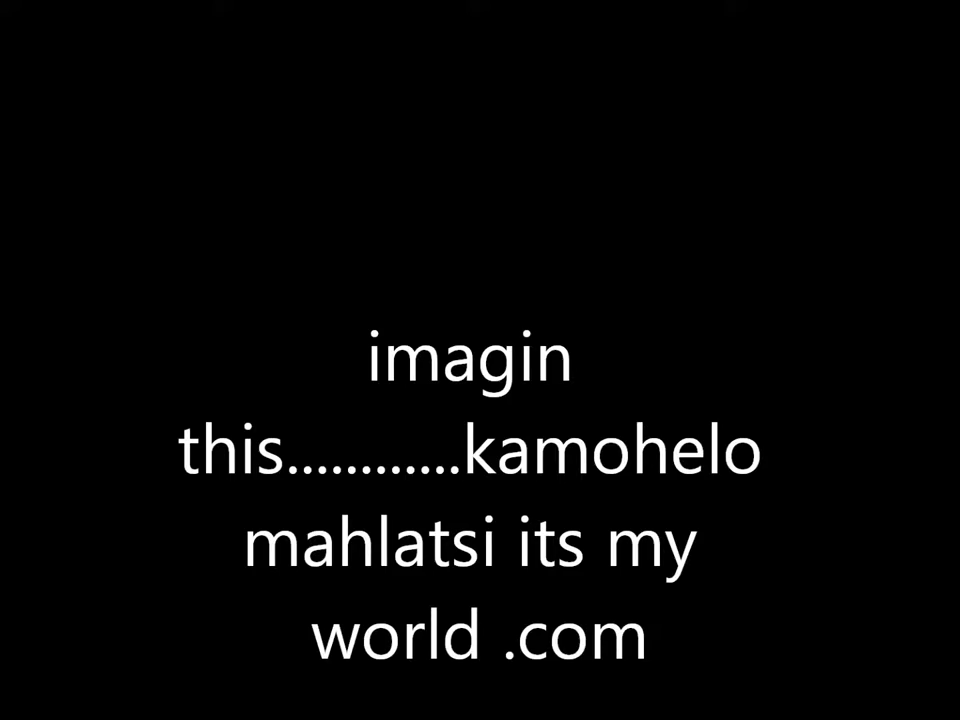 imagin
this............kamohelo
mahlatsi its my
world .com